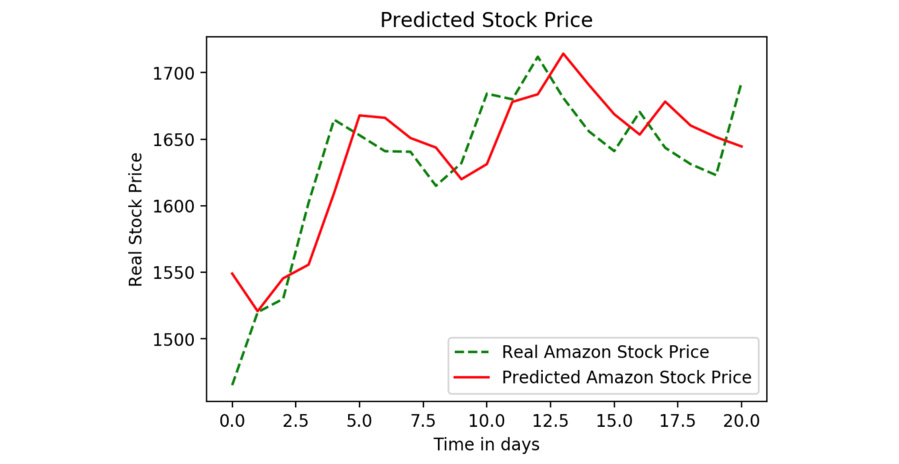 Predicted Stock Price
Real Stock Price
1700
1650
1600
1550
1500
Real Amazon Stock Price
Predicted Amazon Stock Price
0.0 2.5 5.0 7.5 10.0 12.5 15.0 17.5 20.0
Time in days